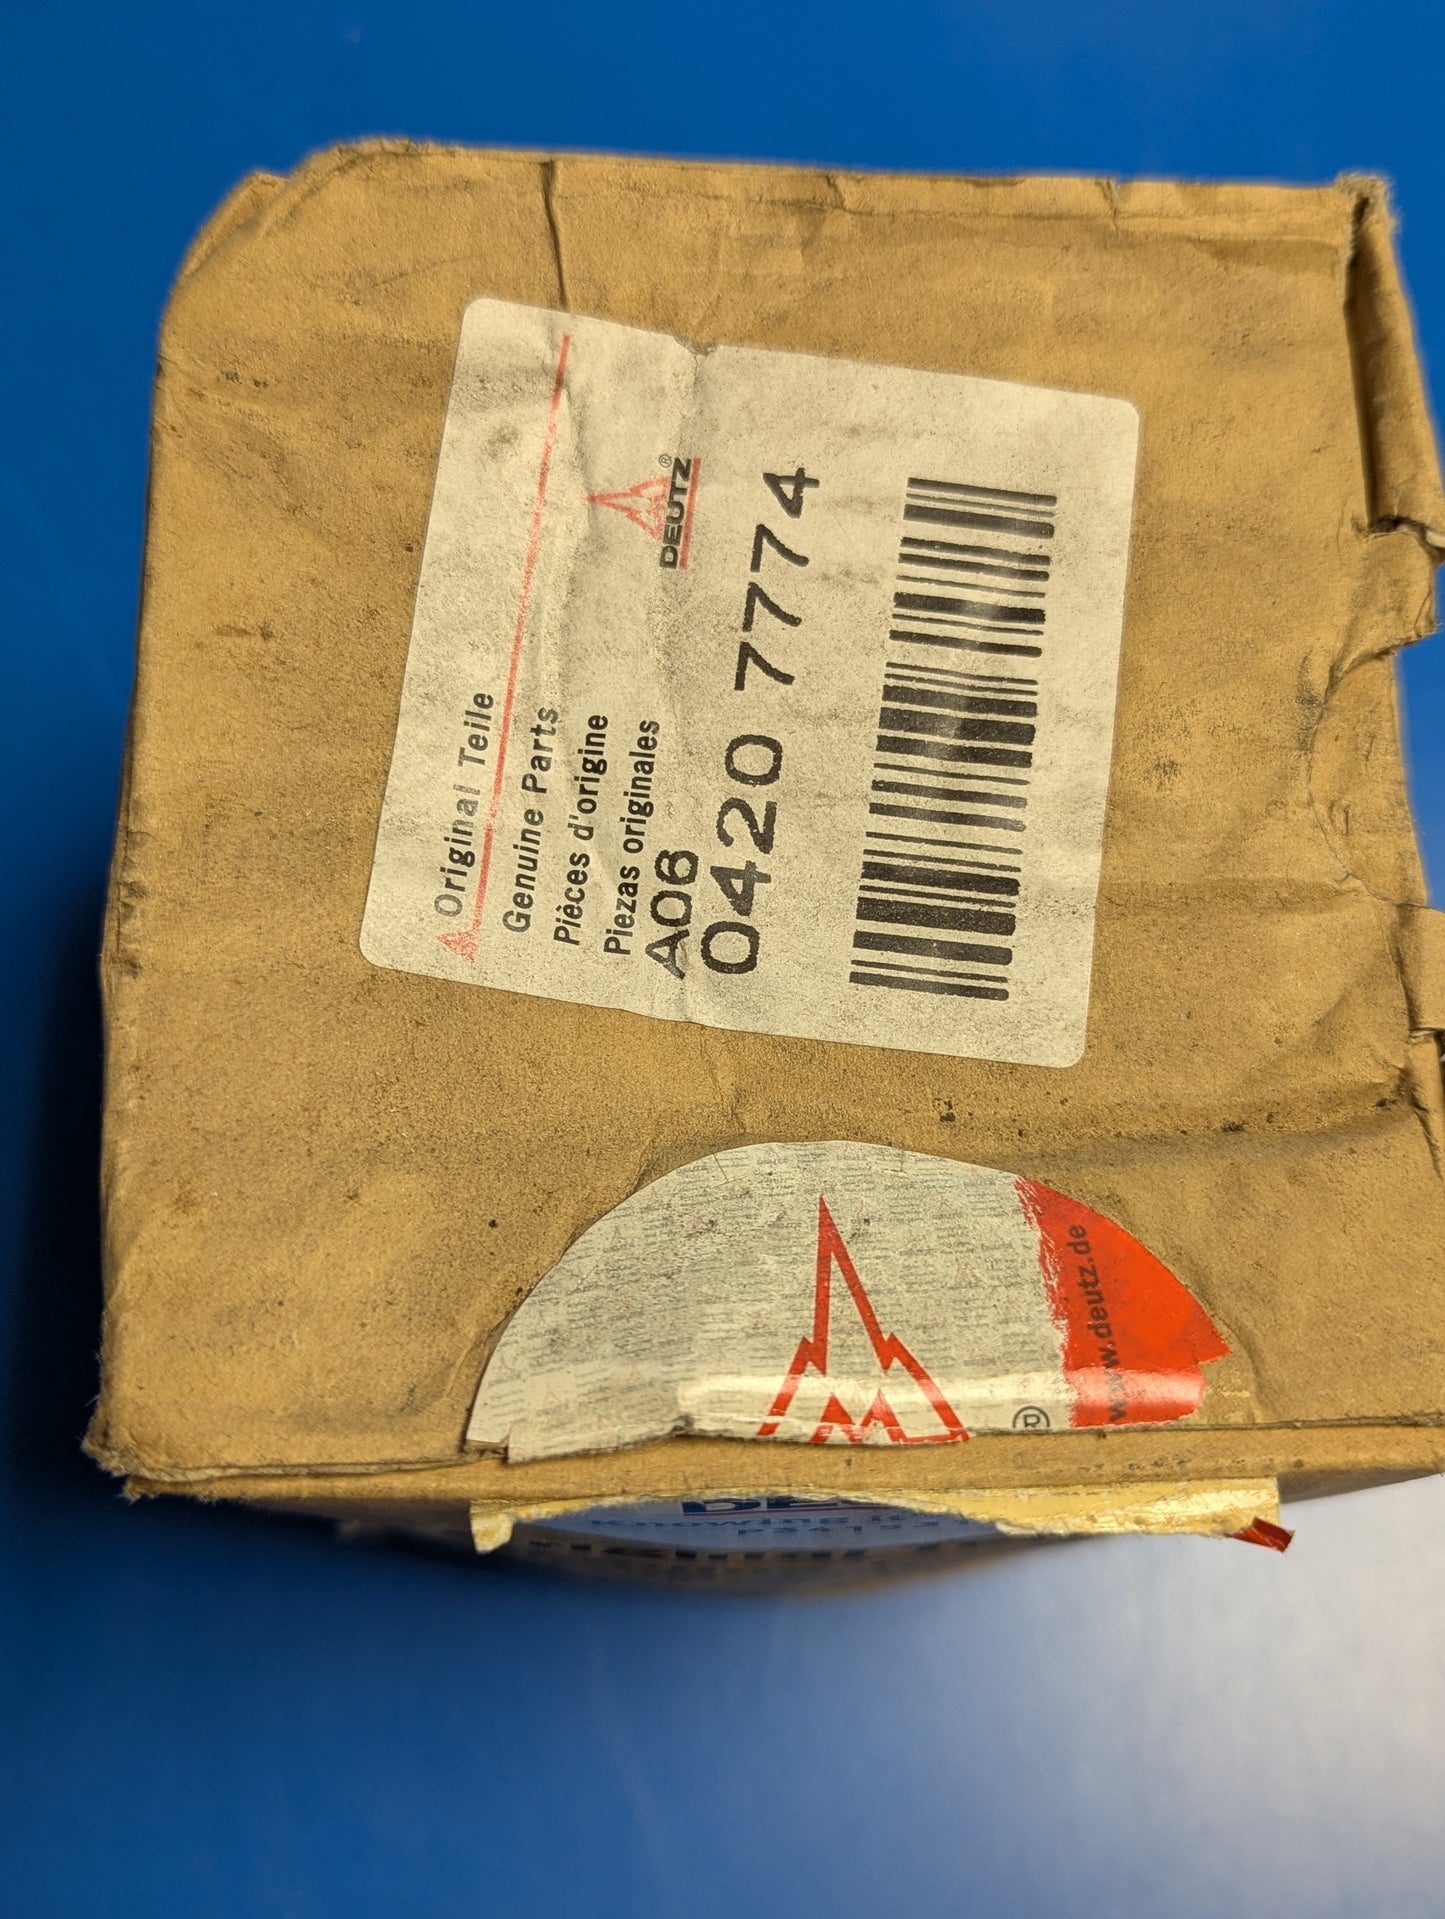 Original Teile
Genuine Parts
Pièces d'origine
Piezas originales
DEUTZ®
A06
0420 7774
®
www.deutz.de